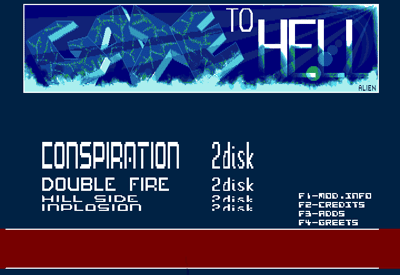 TO HELL
ALIEN
CONSPIRATION 2disk
DOUBLE FIRE 2disk
HILL SIDE 2disk
INPLOSION 2disk
F1-MOD.INFO
F2-CREDITS
F3-ADDS
F4-GREETS